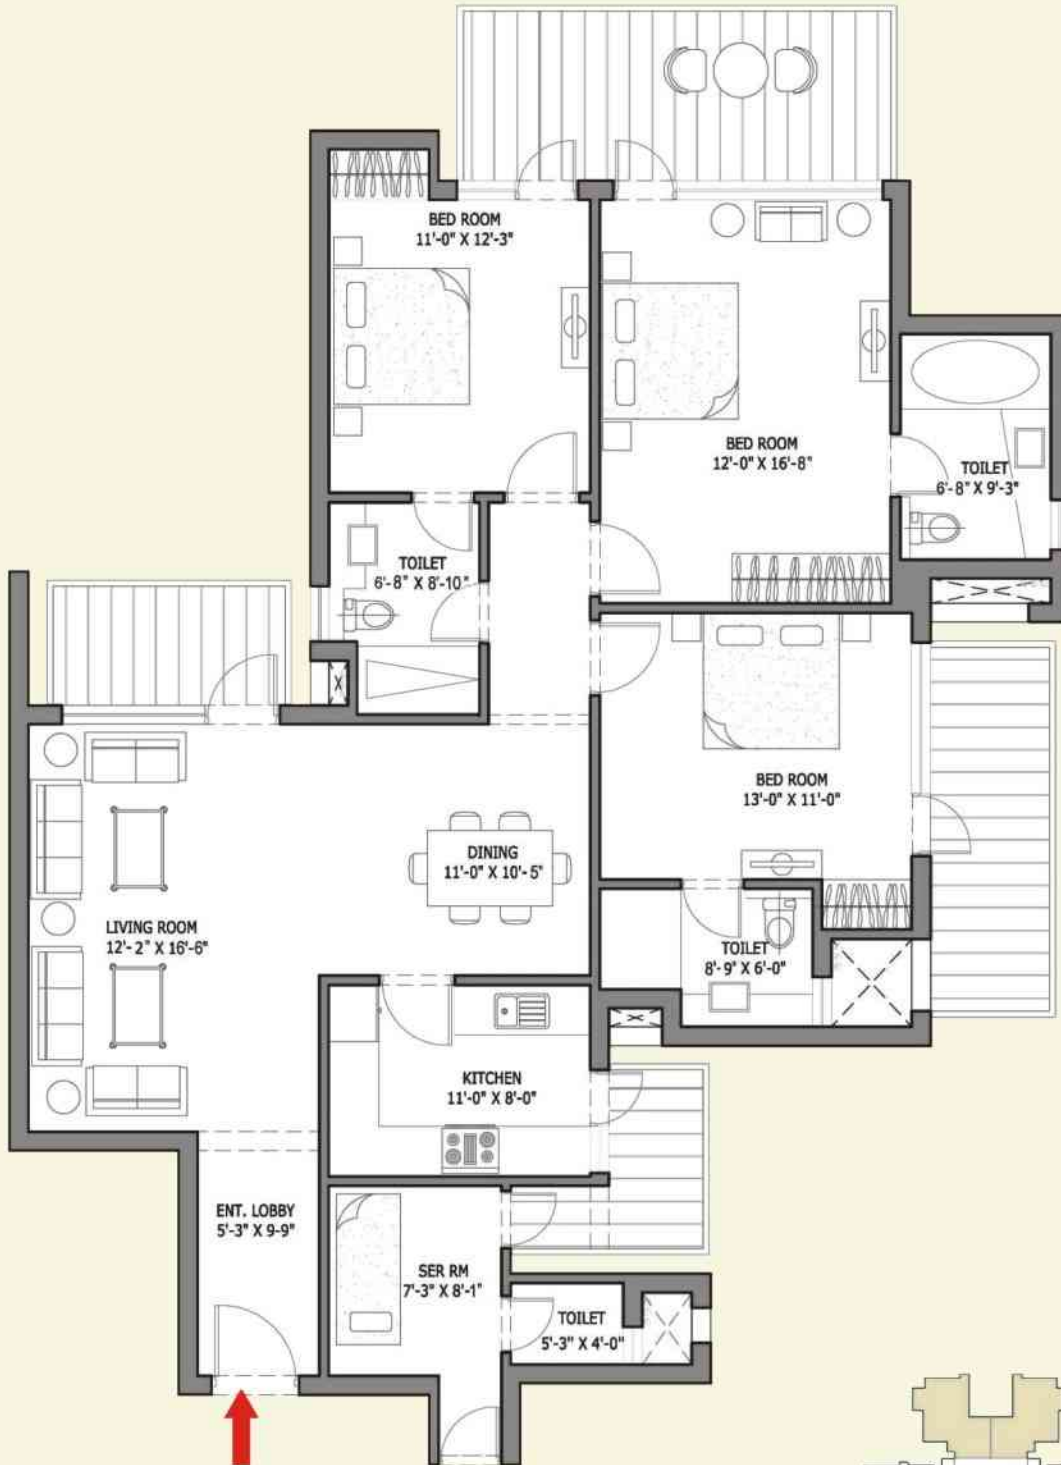 BED ROOM
11'-0" X 12'-3"
BED ROOM
12'-0" X 16'-8"
TOILET
6'-8" X 9'-3"
TOILET
6'-8" X 8'-10"
BED ROOM
13'-0" X 11'-0"
DINING
11'-0" X 10'-5"
LIVING ROOM
12'-2" X 16'-6"
TOILET
8'-9" X 6'-0"
KITCHEN
11'-0" X 8'-0"
ENT. LOBBY
5'-3" X 9-9"
SER RM
7'-3" X 8'-1"
TOILET
5'-3" X 4'-0"